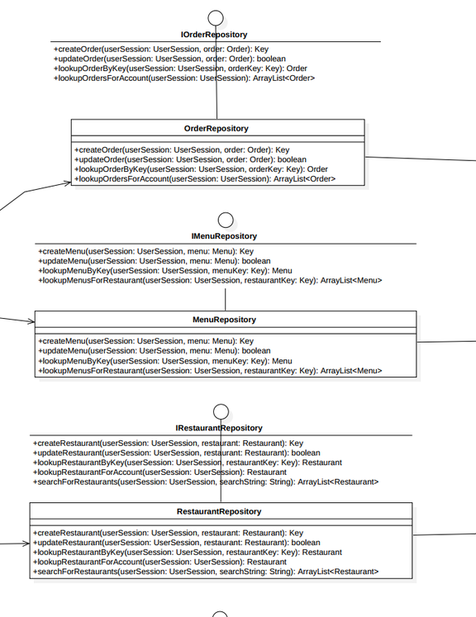 IOrderRepository
+createOrder(userSession: UserSession, order: Order): Key
+updateOrder(userSession: UserSession, order: Order): boolean
+lookupOrderByKey(userSession: UserSession, orderKey: Key): Order
+lookupOrdersForAccount(userSession: UserSession): ArrayList<Order>
OrderRepository
+createOrder(userSession: UserSession, order: Order): Key
+updateOrder(userSession: UserSession, order: Order): boolean
+lookupOrderByKey(userSession: UserSession, orderKey: Key): Order
+lookupOrdersForAccount(userSession: UserSession): ArrayList<Order>
IMenuRepository
+createMenu(userSession: UserSession, menu: Menu): Key
+updateMenu(userSession: UserSession, menu: Menu): boolean
+lookupMenuByKey(userSession: UserSession, menuKey: Key): Menu
+lookupMenusForRestaurant(userSession: UserSession, restaurantKey: Key): ArrayList<Menu>
MenuRepository
+createMenu(userSession: UserSession, menu: Menu): Key
+updateMenu(userSession: UserSession, menu: Menu): boolean
+lookupMenuByKey(userSession: UserSession, menuKey: Key): Menu
+lookupMenusForRestaurant(userSession: UserSession, restaurantKey: Key): ArrayList<Menu>
IRestaurantRepository
+createRestaurant(userSession: UserSession, restaurant: Restaurant): Key
+updateRestaurant(userSession: UserSession, restaurant: Restaurant): boolean
+lookupRestaurantByKey(userSession: UserSession, restaurantKey: Key): Restaurant
+lookupRestaurantForAccount(userSession: UserSession): Restaurant
+searchForRestaurants(userSession: UserSession, searchString: String): ArrayList<Restaurant>
RestaurantRepository
+createRestaurant(userSession: UserSession, restaurant: Restaurant): Key
+updateRestaurant(userSession: UserSession, restaurant: Restaurant): boolean
+lookupRestaurantByKey(userSession: UserSession, restaurantKey: Key): Restaurant
+lookupRestaurantForAccount(userSession: UserSession): Restaurant
+searchForRestaurants(userSession: UserSession, searchString: String): ArrayList<Restaurant>